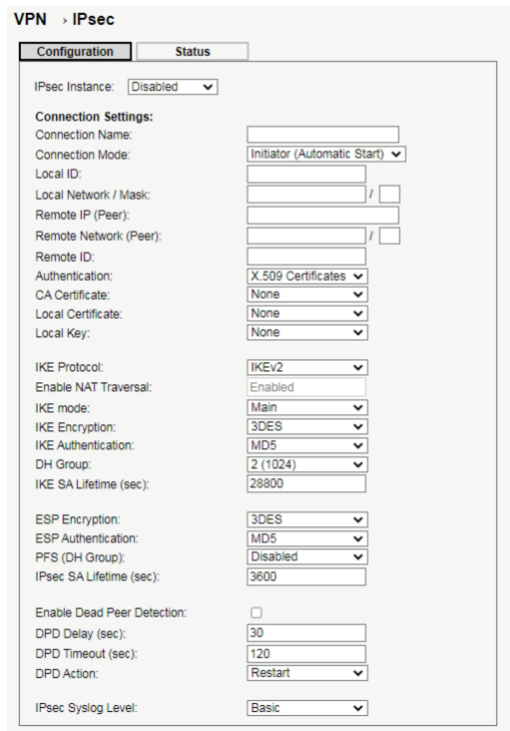 VPN > IPsec
Configuration Status
IPsec Instance: Disabled
Connection Settings:
Connection Name:
Connection Mode: Initiator (Automatic Start)
Local ID:
Local Network / Mask: /
Remote IP (Peer):
Remote Network (Peer): /
Remote ID:
Authentication: X.509 Certificates
CA Certificate: None
Local Certificate: None
Local Key: None
IKE Protocol: IKEv2
Enable NAT Traversal: Enabled
IKE mode: Main
IKE Encryption: 3DES
IKE Authentication: MD5
DH Group: 2 (1024)
IKE SA Lifetime (sec): 28800
ESP Encryption: 3DES
ESP Authentication: MD5
PFS (DH Group): Disabled
IPsec SA Lifetime (sec): 3600
Enable Dead Peer Detection:
DPD Delay (sec): 30
DPD Timeout (sec): 120
DPD Action: Restart
IPsec Syslog Level: Basic